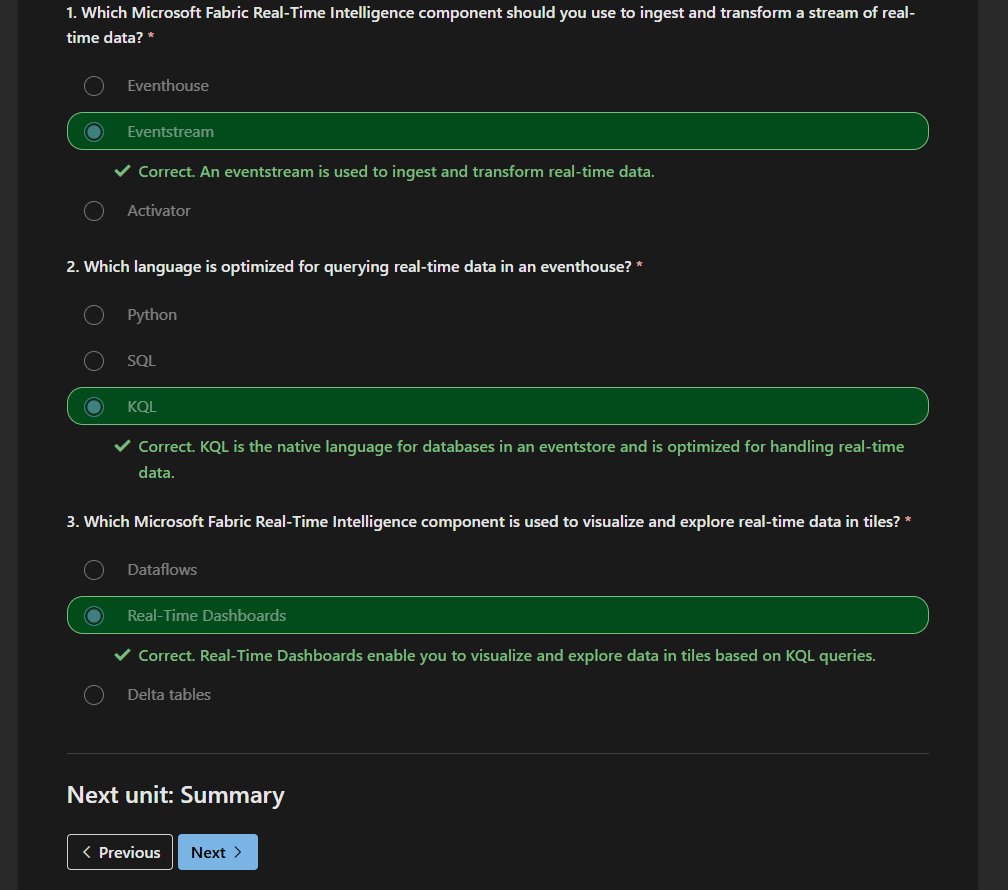 1. Which Microsoft Fabric Real-Time Intelligence component should you use to ingest and transform a stream of real-
time data? *
Eventhouse
Eventstream
Correct. An eventstream is used to ingest and transform real-time data.
Activator
2. Which language is optimized for querying real-time data in an eventhouse? *
Python
SQL
KQL
Correct. KQL is the native language for databases in an eventstore and is optimized for handling real-time
data.
3. Which Microsoft Fabric Real-Time Intelligence component is used to visualize and explore real-time data in tiles? *
Dataflows
Real-Time Dashboards
Correct. Real-Time Dashboards enable you to visualize and explore data in tiles based on KQL queries.
Delta tables
Next unit: Summary
Previous Next